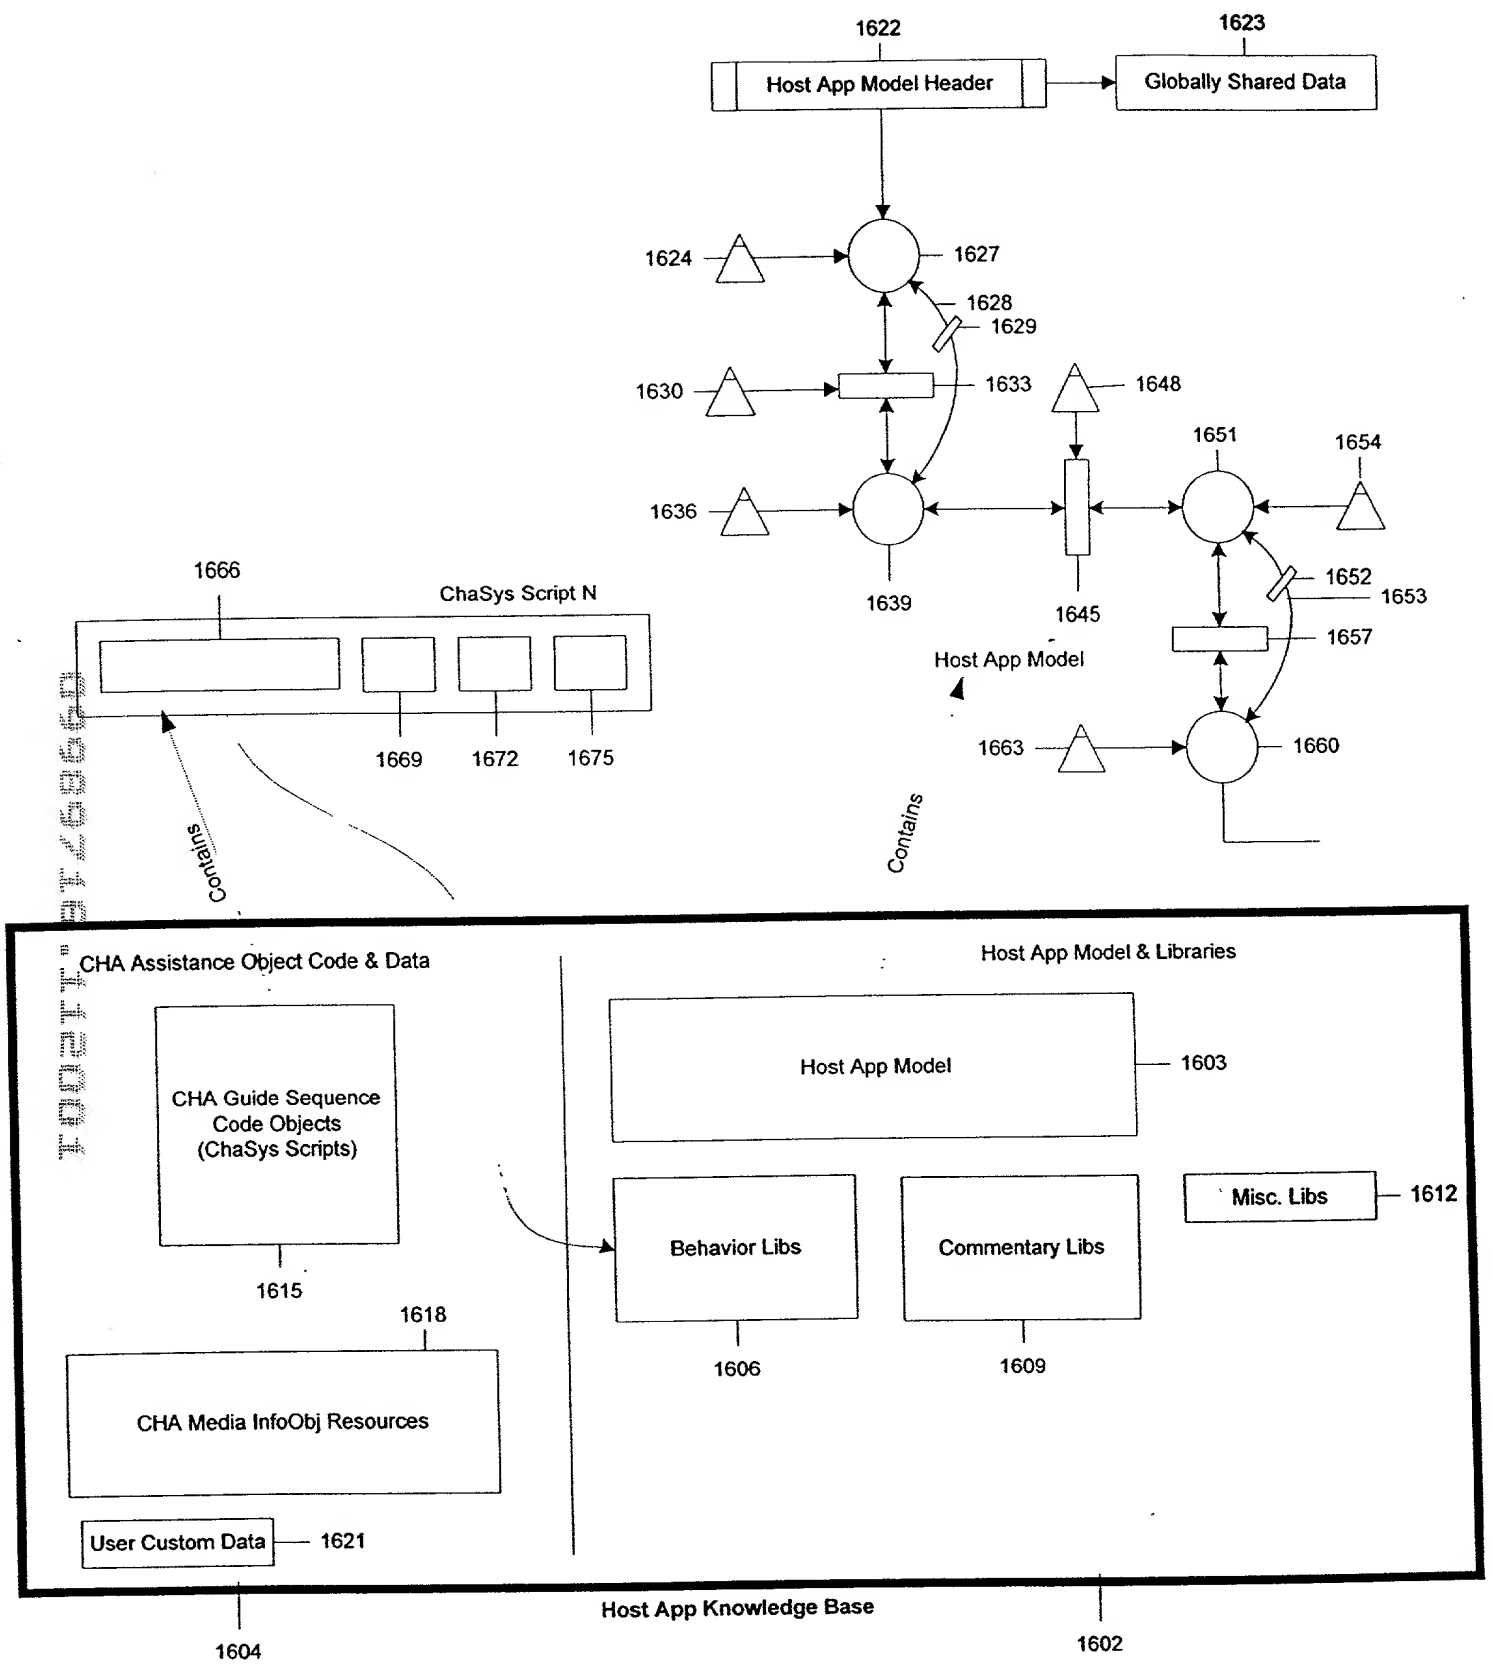 1622
1623
Host App Model Header
Globally Shared Data
1624
1627
1628
1629
1630
1633
1648
1651
1654
1636
1639
1645
1652
1653
1657
Host App Model
1663
1660
1666
ChaSys Script N
1669
1672
1675
Contains
Contains
CHA Assistance Object Code & Data
Host App Model & Libraries
CHA Guide Sequence
Code Objects
(ChaSys Scripts)
1615
Host App Model
1603
Behavior Libs
1606
Commentary Libs
1609
Misc. Libs
1612
1618
CHA Media InfoObj Resources
User Custom Data
1621
Host App Knowledge Base
1604
1602